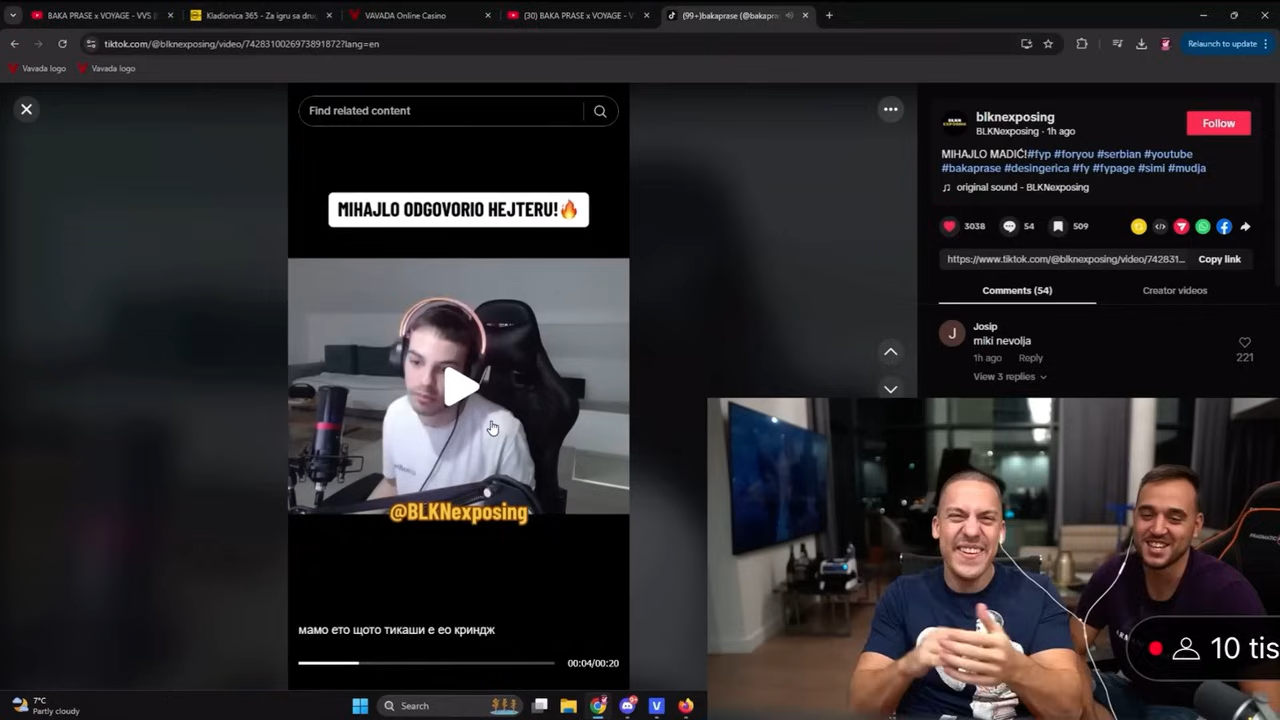 BAKA PRASE x VOYAGE - VVS (
Kladionica 365 - Za igru sa drug
VAVADA Online Casino
(30) BAKA PRASE x VOYAGE - V
(99+)bakaprase (@bakapra
tiktok.com/@blknexposing/video/7428310026973891872?lang=en
Relaunch to update
Vavada logo
Vavada logo
Find related content
MIHAJLO ODGOVORIO HEJTERU!🔥
@BLKNexposing
мамо ето щото тикаши е ео криндж
00:04/00:20
blknexposing
BLKNexposing · 1h ago
Follow
MIHAJLO MADIĆ!#fyp #foryou #serbian #youtube
#bakaprase #desingerica #fy #fypage #simi #mudja
♫ original sound - BLKNexposing
3038
54
509
https://www.tiktok.com/@blknexposing/video/742831...
Copy link
Comments (54)
Creator videos
J
Josip
miki nevolja
1h ago
Reply
221
View 3 replies
10 tis
7°C
Partly cloudy
Search